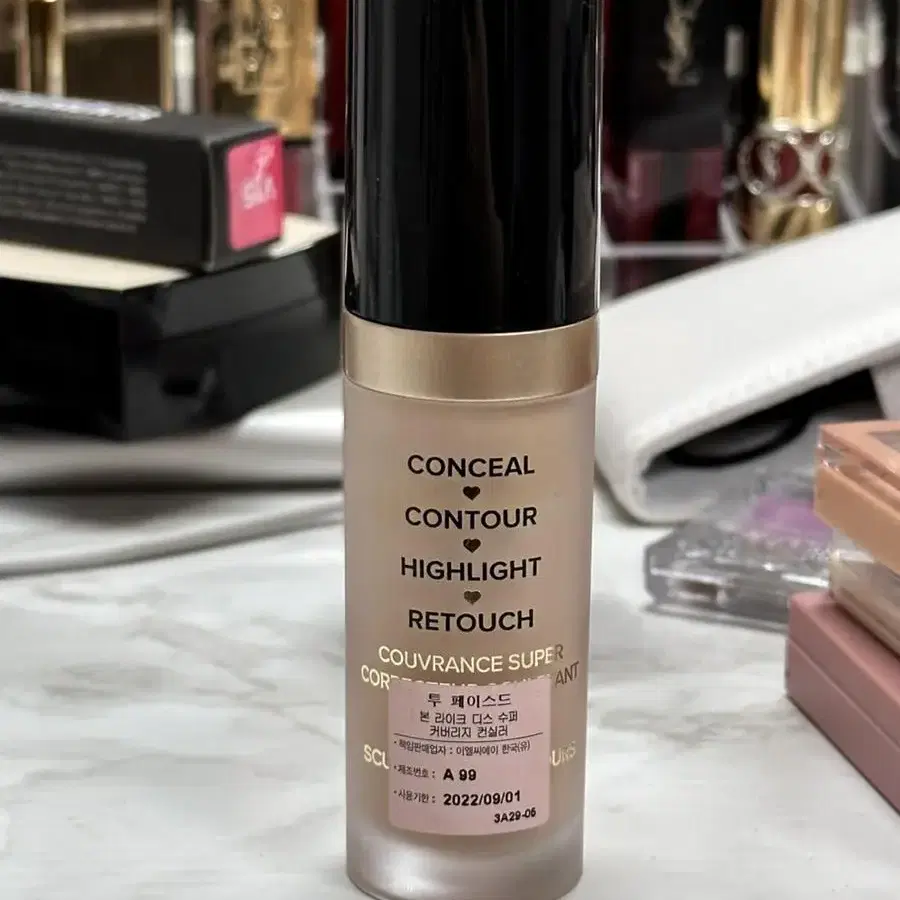 SILK
CONCEAL
CONTOUR
HIGHLIGHT
RETOUCH
COUVRANCE SUPER
투 페이스드
본 라이크 디스 수퍼
커버리지 컨실러
· 책임판매업자 : 이엘씨에이 한국(유)
· 제조번호 : A 99
· 사용기한 : 2022/09/01
3A29-05